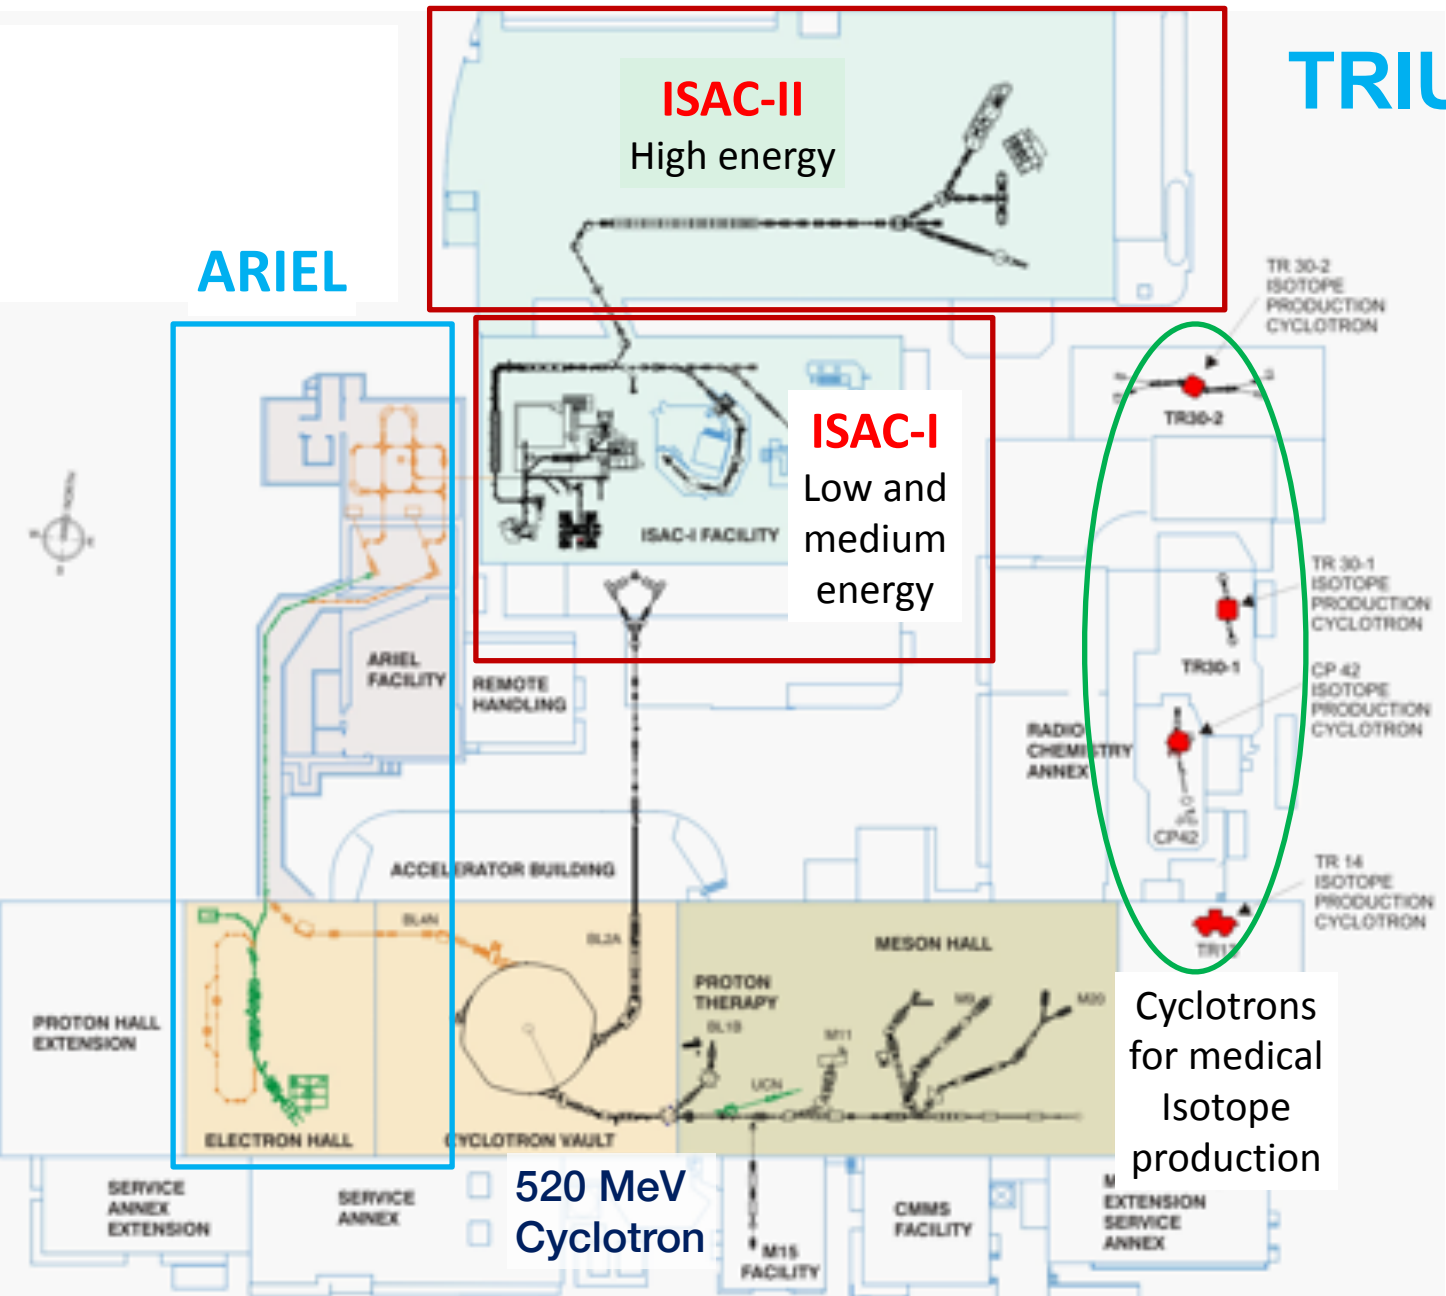 TRIU
ISAC-II
High energy
ARIEL
TR 30-2
ISOTOPE
PRODUCTION
CYCLOTRON
TR30-2
ISAC-I
Low and
medium
energy
ISAC-I FACILITY
TR 30-1
ISOTOPE
PRODUCTION
CYCLOTRON
TR30-1
ARIEL
FACILITY
REMOTE
HANDLING
CP 42
ISOTOPE
PRODUCTION
CYCLOTRON
RADIO
CHEMISTRY
ANNEX
CP42
ACCELERATOR BUILDING
TR 14
ISOTOPE
PRODUCTION
CYCLOTRON
TR13
BL4N
BL2A
MESON HALL
PROTON
THERAPY
BL1B
M11
M9
M20
UCN
PROTON HALL
EXTENSION
Cyclotrons
for medical
Isotope
production
ELECTRON HALL
CYCLOTRON VAULT
520 MeV
Cyclotron
SERVICE
ANNEX
EXTENSION
SERVICE
ANNEX
M15
FACILITY
CMMS
FACILITY
M
EXTENSION
SERVICE
ANNEX